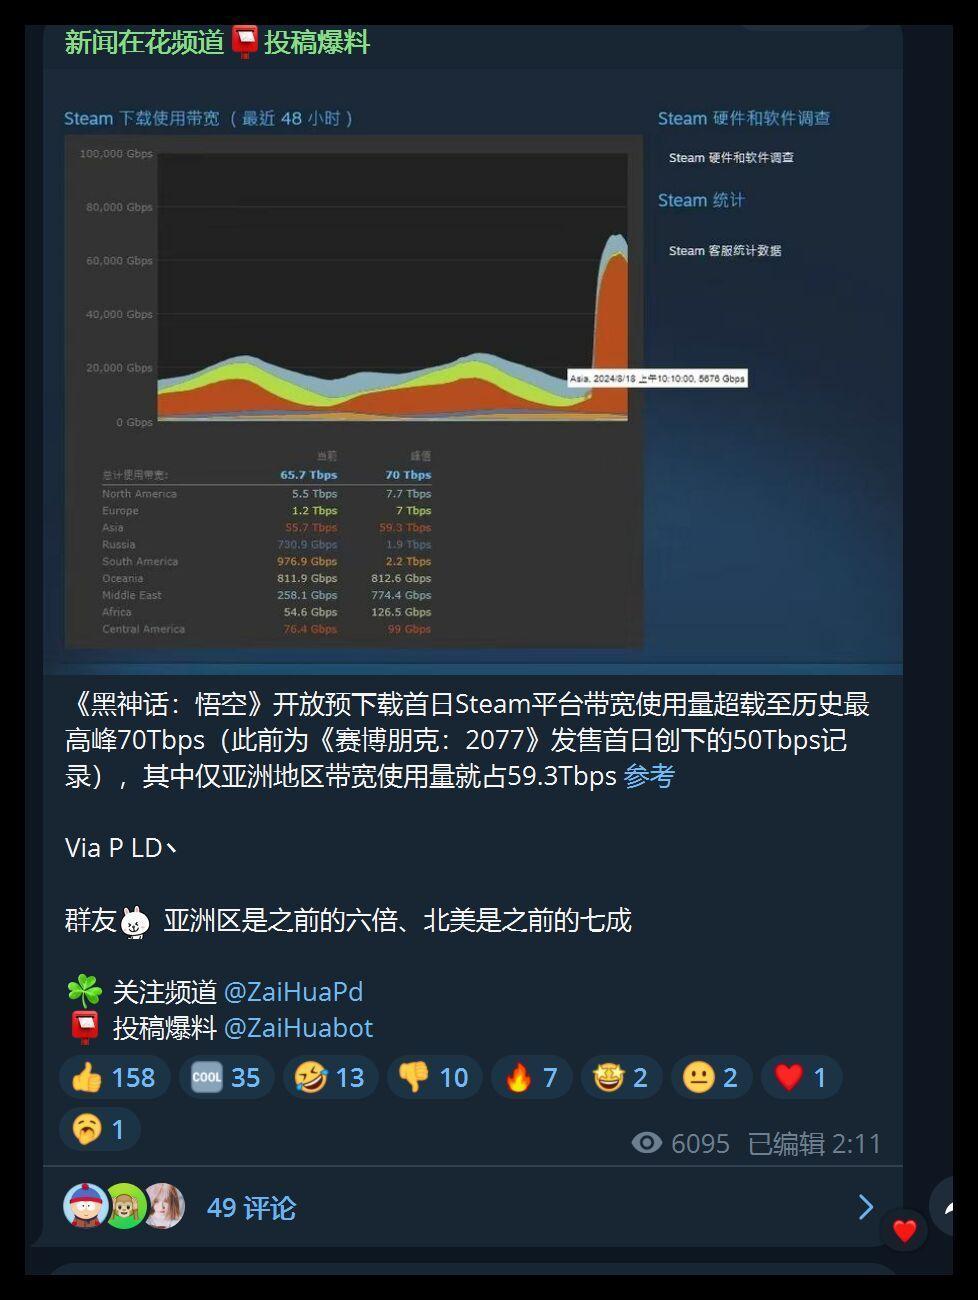 新闻在花频道📮投稿爆料
Steam 下载使用带宽 ( 最近 48 小时 )
Steam 硬件和软件调查
Steam 硬件和软件调查
Steam 统计
Steam 客服统计数据
100,000 Gbps
80,000 Gbps
60,000 Gbps
40,000 Gbps
20,000 Gbps
0 Gbps
Asia, 2024/8/18 上午10:10:00, 5676 Gbps
当前 峰值
总计使用带宽: 65.7 Tbps 70 Tbps
North America 5.5 Tbps 7.7 Tbps
Europe 1.2 Tbps 7 Tbps
Asia 55.7 Tbps 59.3 Tbps
Russia 730.9 Gbps 1.9 Tbps
South America 976.9 Gbps 2.2 Tbps
Oceania 811.9 Gbps 812.6 Gbps
Middle East 258.1 Gbps 774.4 Gbps
Africa 54.6 Gbps 126.5 Gbps
Central America 76.4 Gbps 99 Gbps
《黑神话：悟空》开放预下载首日Steam平台带宽使用量超载至历史最
高峰70Tbps（此前为《赛博朋克：2077》发售首日创下的50Tbps记
录），其中仅亚洲地区带宽使用量就占59.3Tbps 参考
Via P LD丶
群友🐰 亚洲区是之前的六倍、北美是之前的七成
☘️ 关注频道 @ZaiHuaPd
📮 投稿爆料 @ZaiHuabot
👍 158 🆒 35 🤣 13 👎 10 🔥 7 🤩 2 😐 2 ❤️ 1
🥱 1
6095 已编辑 2:11
49 评论